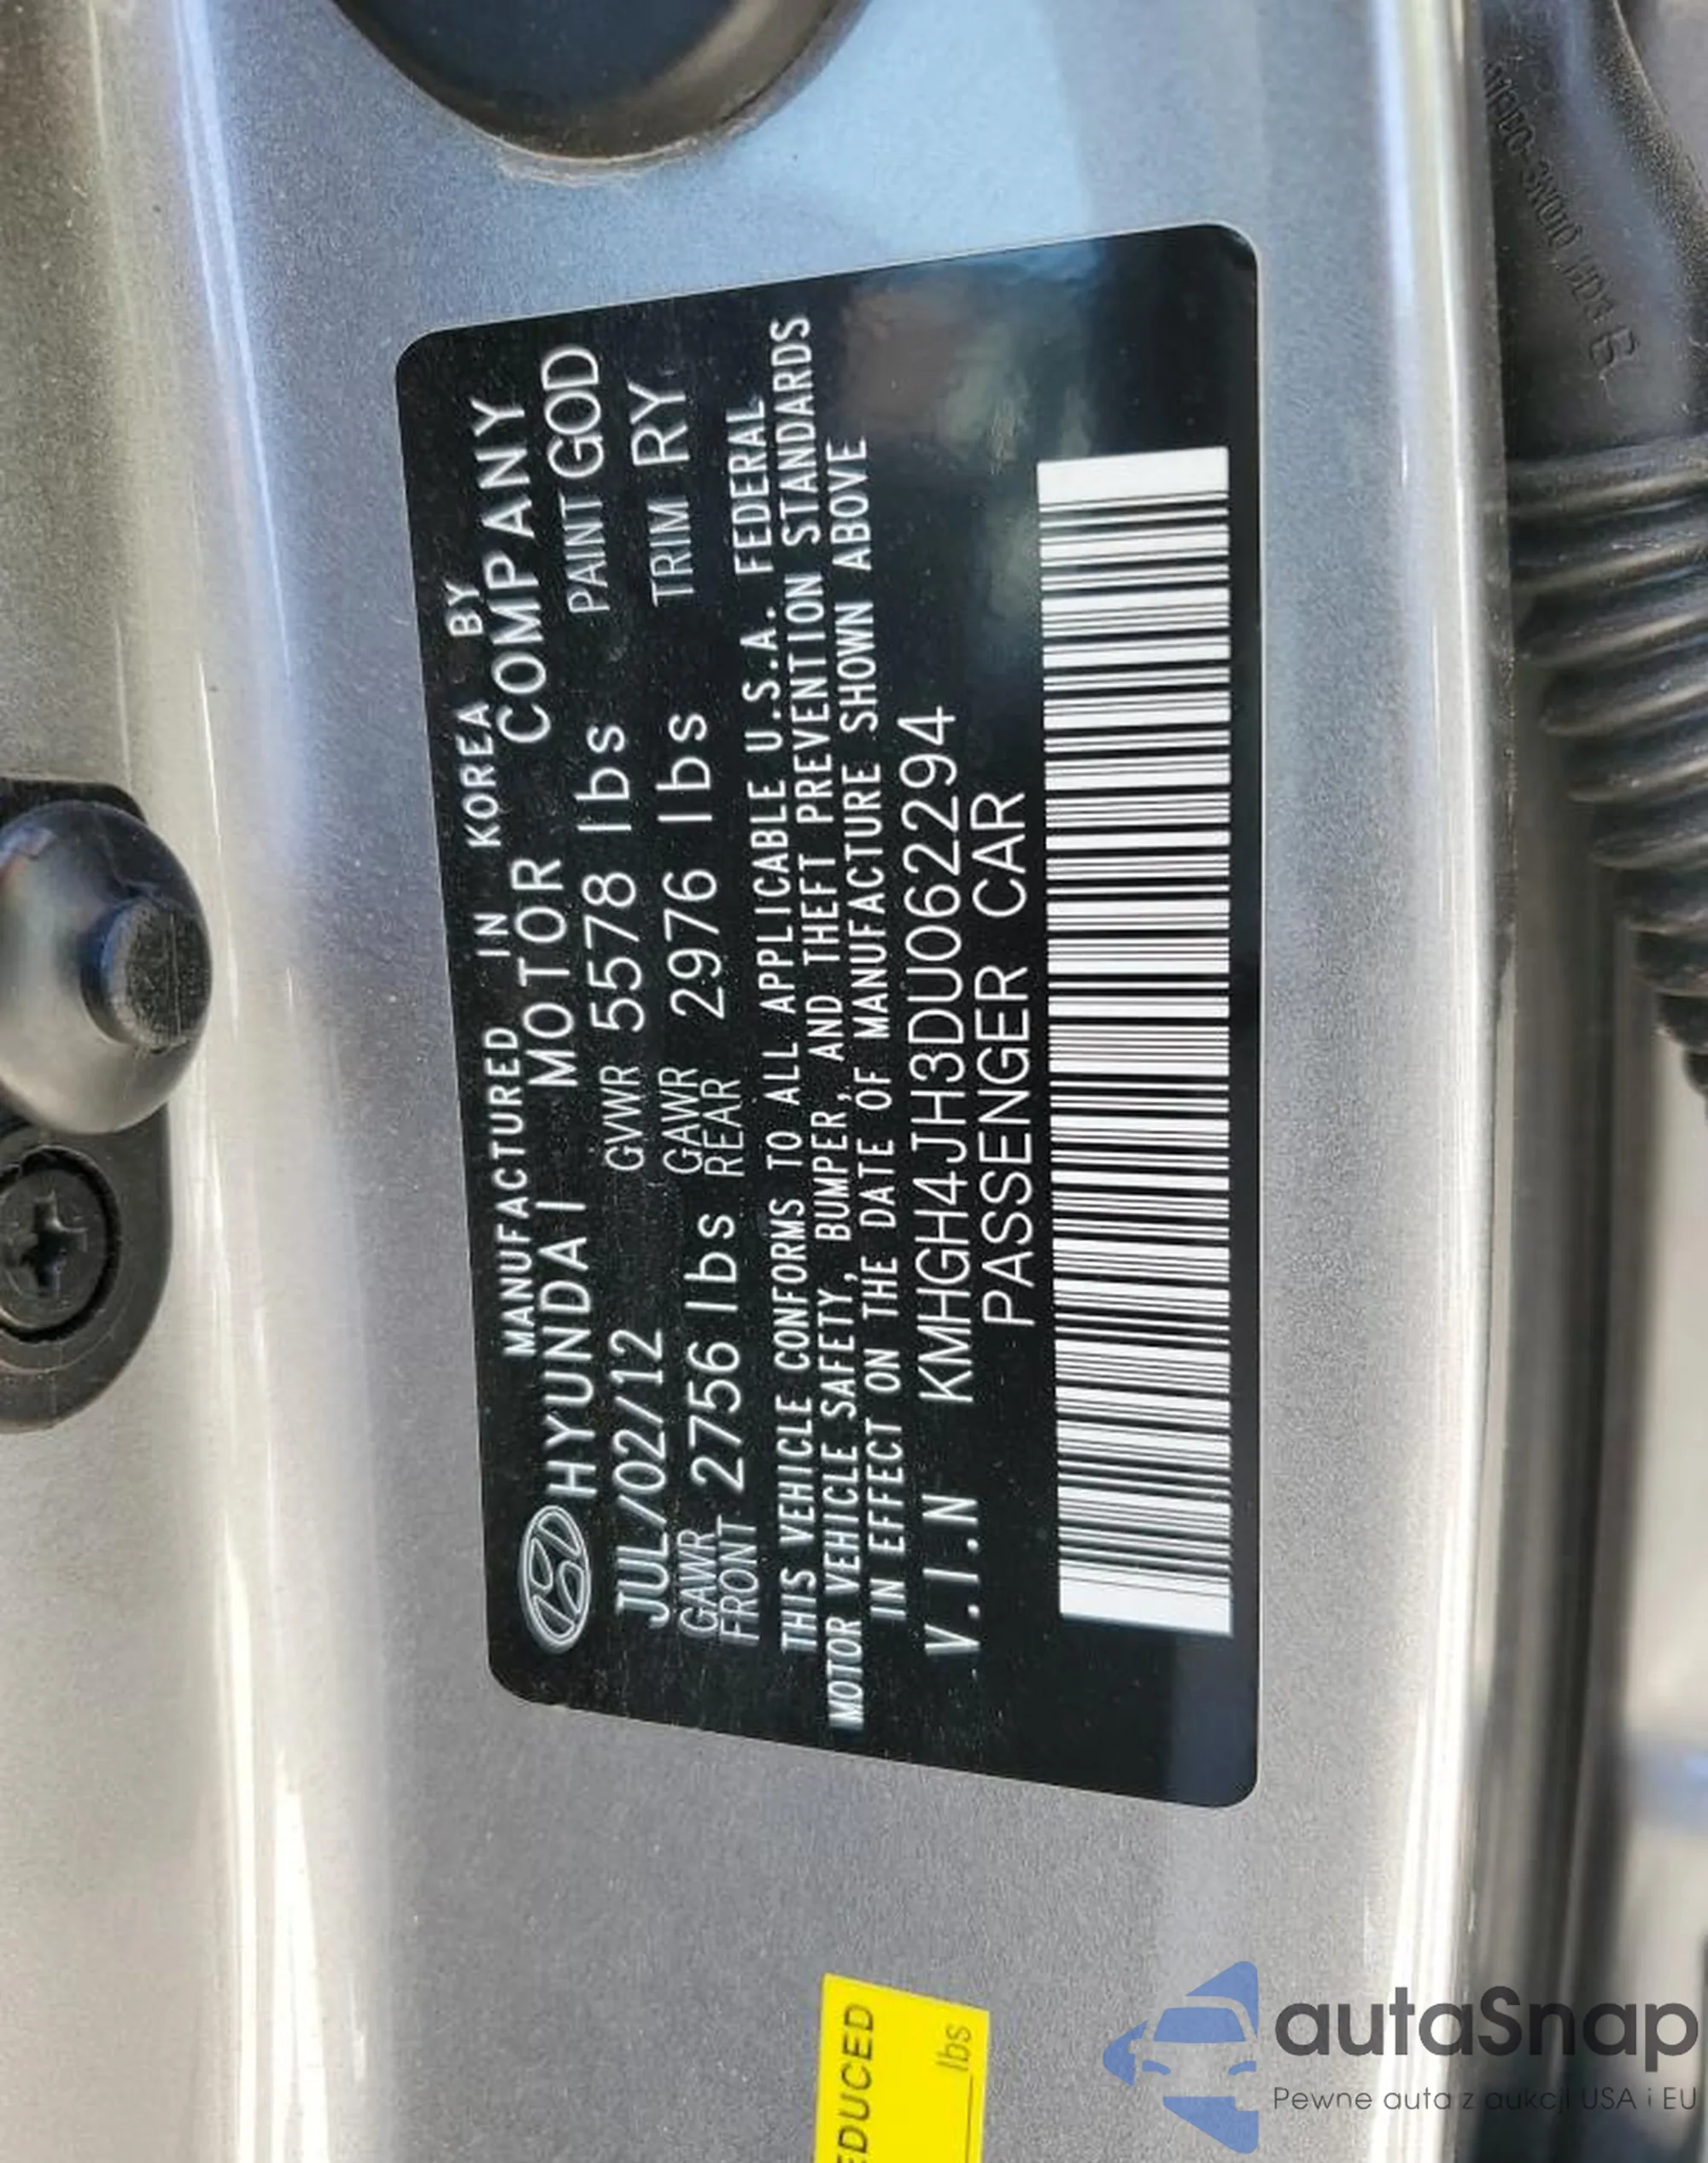 MANUFACTURED IN KOREA BY
HYUNDAI MOTOR COMPANY
JUL/02/12 GVWR 5578 lbs PAINT GOD
GAWR FRONT 2756 lbs GAWR REAR 2976 lbs TRIM RY
THIS VEHICLE CONFORMS TO ALL APPLICABLE U.S.A. FEDERAL
MOTOR VEHICLE SAFETY, BUMPER, AND THEFT PREVENTION STANDARDS
IN EFFECT ON THE DATE OF MANUFACTURE SHOWN ABOVE
V.I.N KMHGH4JH3DU062294
PASSENGER CAR
EDUCED
lbs
autaSnap
Pewne auta z aukcji USA i EU